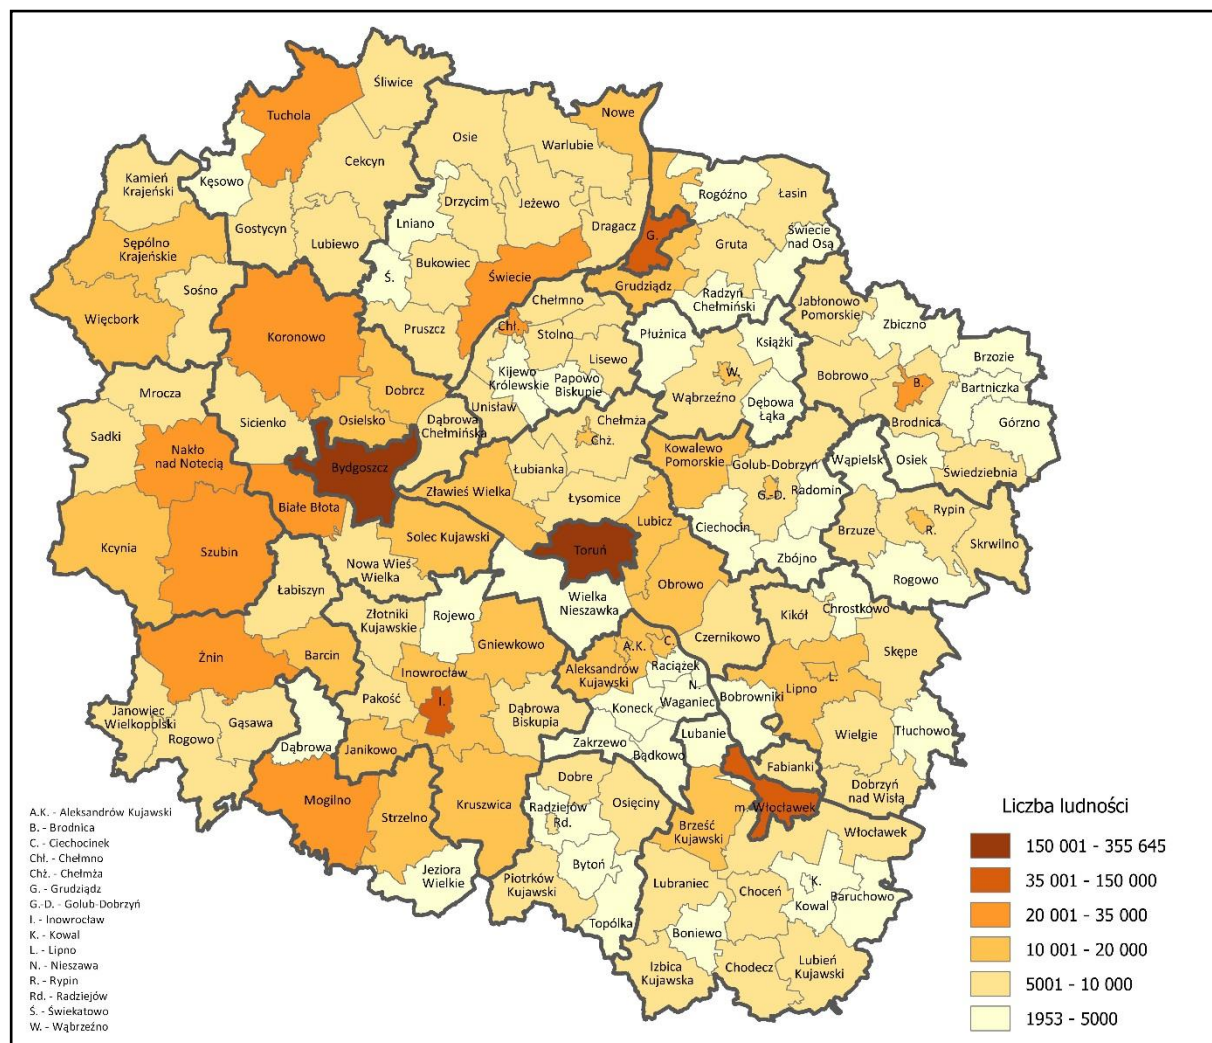 Śliwice
Tuchola
Nowe
Osie
Warlubie
Cekcyn
Kamień
Krajeński
Kęsowo
Rogóźno
Łasin
Drzycim
Jeżewo
Gostycyn
Lniano
Dragacz
Świecie
nad Osą
G.
Sępólno
Krajeńskie
Lubiewo
Gruta
Bukowiec
Ś.
Świecie
Sośno
Grudziądz
Radzyń
Chełmiński
Chełmno
Jabłonowo
Pomorskie
Więcbork
Zbiczno
Chł.
Pruszcz
Stolno
Płużnica
Koronowo
Książki
Lisewo
Brzozie
Kijewo
Królewskie
Papowo
Biskupie
W.
Bobrowo
B.
Bartniczka
Mrocza
Dobrcz
Wąbrzeźno
Dębowa
Łąka
Unisław
Osielsko
Chełmża
Brodnica
Górzno
Sicienko
Dąbrowa
Chełmińska
Sadki
Chż.
Nakło
nad Notecią
Kowalewo
Pomorskie
Wąpielsk
Osiek
Bydgoszcz
Łubianka
Golub-Dobrzyń
Świedziebnia
Zławieś Wielka
G.-D.
Radomin
Łysomice
Białe Błota
Rypin
Lubicz
Ciechocin
Brzuze
R.
Kcynia
Solec Kujawski
Skrwilno
Szubin
Toruń
Zbójno
Nowa Wieś
Wielka
Rogowo
Obrowo
Łabiszyn
Wielka
Nieszawka
Złotniki
Kujawskie
Rojewo
Kikół
Chrostkowo
Czernikowo
Gniewkowo
A.K.
C.
Żnin
Barcin
Skępe
Inowrocław
Aleksandrów
Kujawski
Raciążek
L.
N.
Lipno
Pakość
I.
Bobrowniki
Waganiec
Janowiec
Wielkopolski
Gąsawa
Dąbrowa
Biskupia
Koneck
Rogowo
Lubanie
Wielgie
Tłuchowo
Dąbrowa
Janikowo
Zakrzewo
Bądkowo
Fabianki
Dobre
Dobrzyń
nad Wisłą
Mogilno
Kruszwica
Osięciny
Strzelno
Radziejów
Rd.
m. Włocławek
Brześć
Kujawski
Włocławek
Bytoń
Jeziora
Wielkie
Piotrków
Kujawski
Lubraniec
Choceń
K.
Kowal
Baruchowo
Topólka
Boniewo
Izbica
Kujawska
Chodecz
Lubień
Kujawski
A.K. - Aleksandrów Kujawski
B. - Brodnica
C. - Ciechocinek
Chł. - Chełmno
Chż. - Chełmża
G. - Grudziądz
G.-D. - Golub-Dobrzyń
I. - Inowrocław
K. - Kowal
L. - Lipno
N. - Nieszawa
R. - Rypin
Rd. - Radziejów
Ś. - Świekatowo
W. - Wąbrzeźno
Liczba ludności
150 001 - 355 645
35 001 - 150 000
20 001 - 35 000
10 001 - 20 000
5001 - 10 000
1953 - 5000